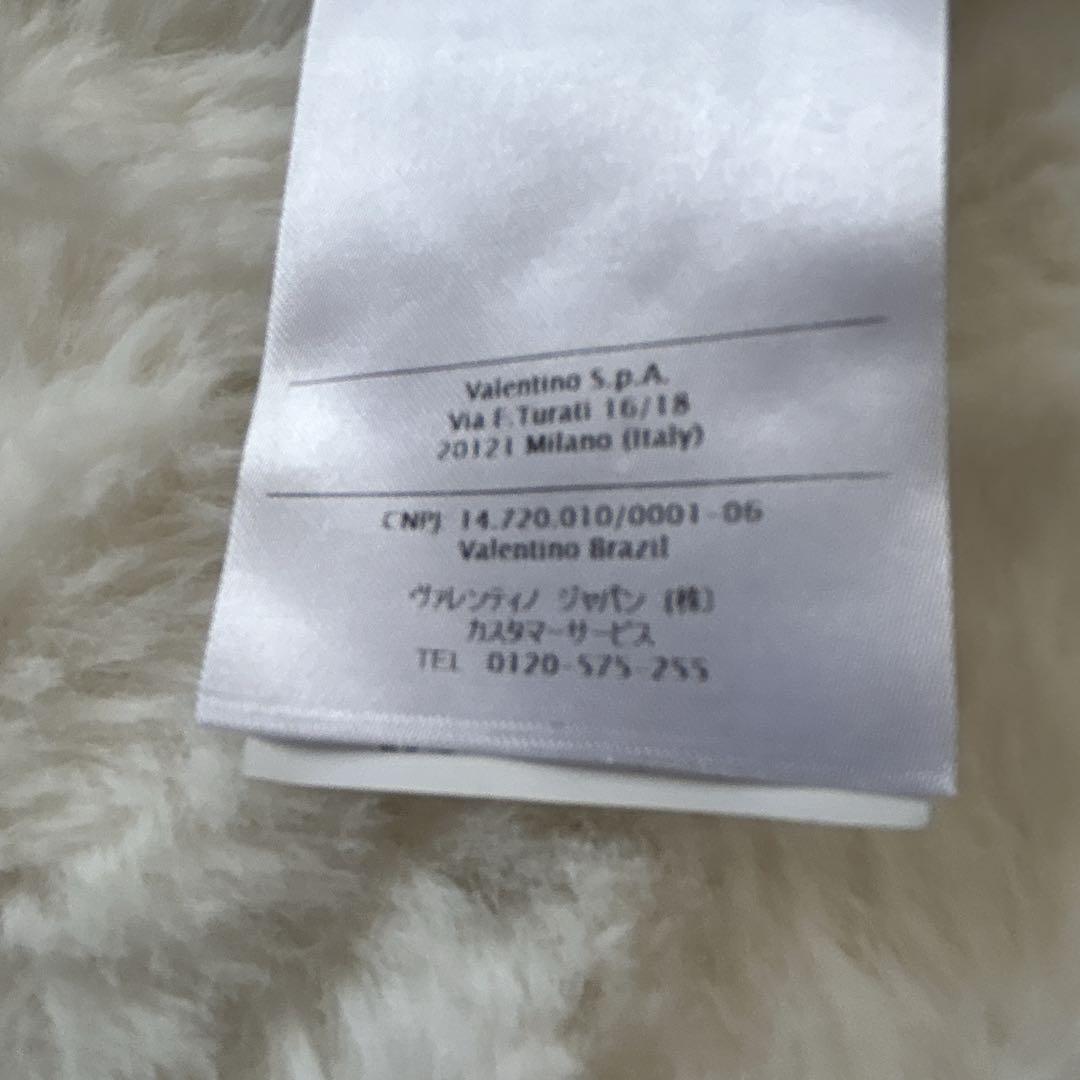 Valentino S.p.A.
Via F.Turati 16/18
20121 Milano (Italy)
CNPJ 14.720.010/0001-06
Valentino Brazil
ヴァレンティノ ジャパン (株)
カスタマーサービス
TEL 0120-575-255